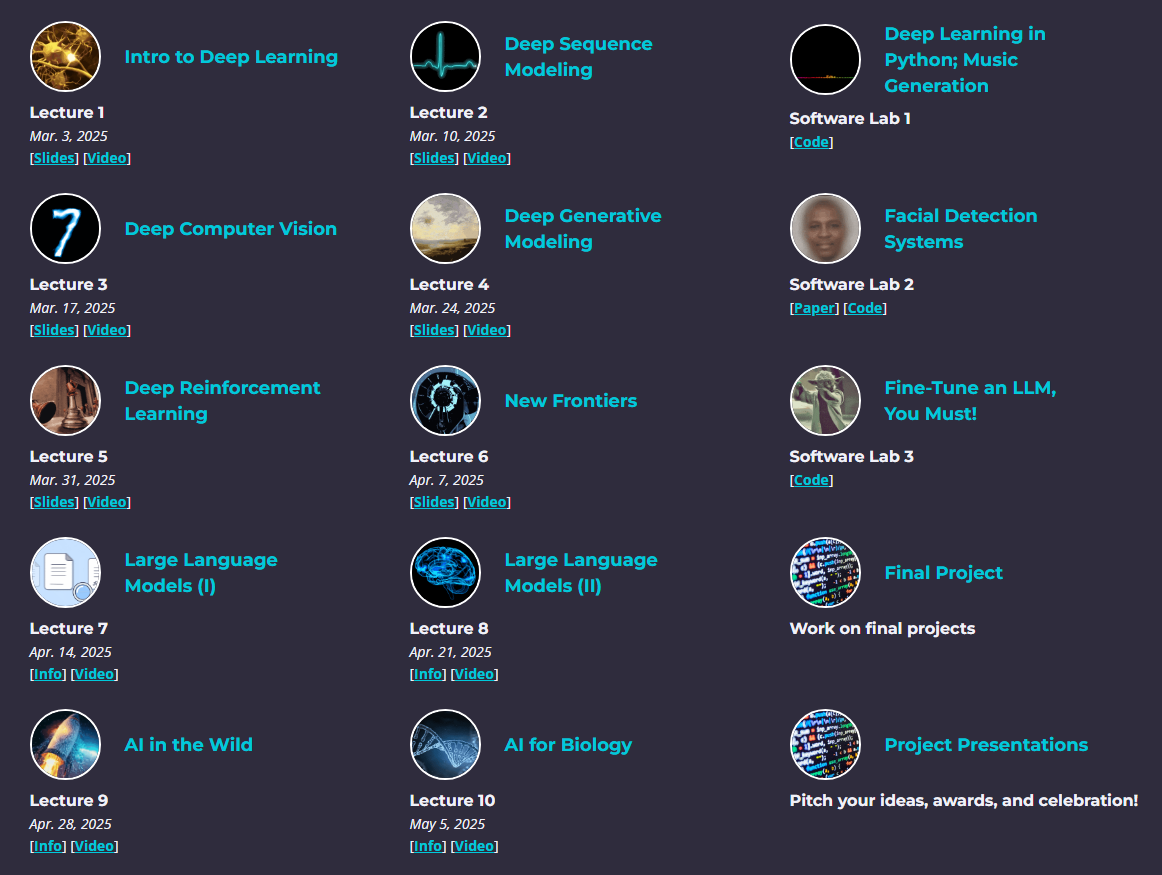 Intro to Deep Learning
Lecture 1
Mar. 3, 2025
[Slides] [Video]
Deep Sequence
Modeling
Lecture 2
Mar. 10, 2025
[Slides] [Video]
Deep Learning in
Python; Music
Generation
Software Lab 1
[Code]
Deep Computer Vision
Lecture 3
Mar. 17, 2025
[Slides] [Video]
Deep Generative
Modeling
Lecture 4
Mar. 24, 2025
[Slides] [Video]
Facial Detection
Systems
Software Lab 2
[Paper] [Code]
Deep Reinforcement
Learning
Lecture 5
Mar. 31, 2025
[Slides] [Video]
New Frontiers
Lecture 6
Apr. 7, 2025
[Slides] [Video]
Fine-Tune an LLM,
You Must!
Software Lab 3
[Code]
Large Language
Models (I)
Lecture 7
Apr. 14, 2025
[Info] [Video]
Large Language
Models (II)
Lecture 8
Apr. 21, 2025
[Info] [Video]
Final Project
Work on final projects
AI in the Wild
Lecture 9
Apr. 28, 2025
[Info] [Video]
AI for Biology
Lecture 10
May 5, 2025
[Info] [Video]
Project Presentations
Pitch your ideas, awards, and celebration!